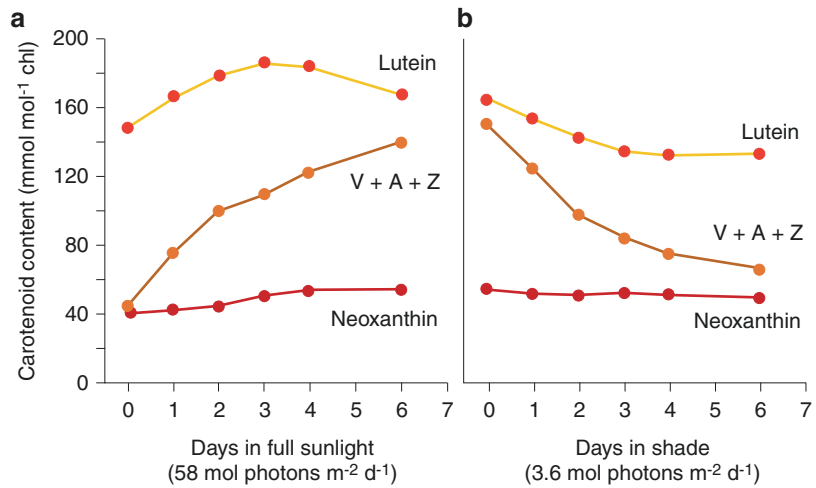 a
b
Carotenoid content (mmol mol⁻¹ chl)
200
160
120
80
40
0
Lutein
V + A + Z
Neoxanthin
0 1 2 3 4 5 6 7
Days in full sunlight
(58 mol photons m⁻² d⁻¹)
Lutein
V + A + Z
Neoxanthin
0 1 2 3 4 5 6 7
Days in shade
(3.6 mol photons m⁻² d⁻¹)